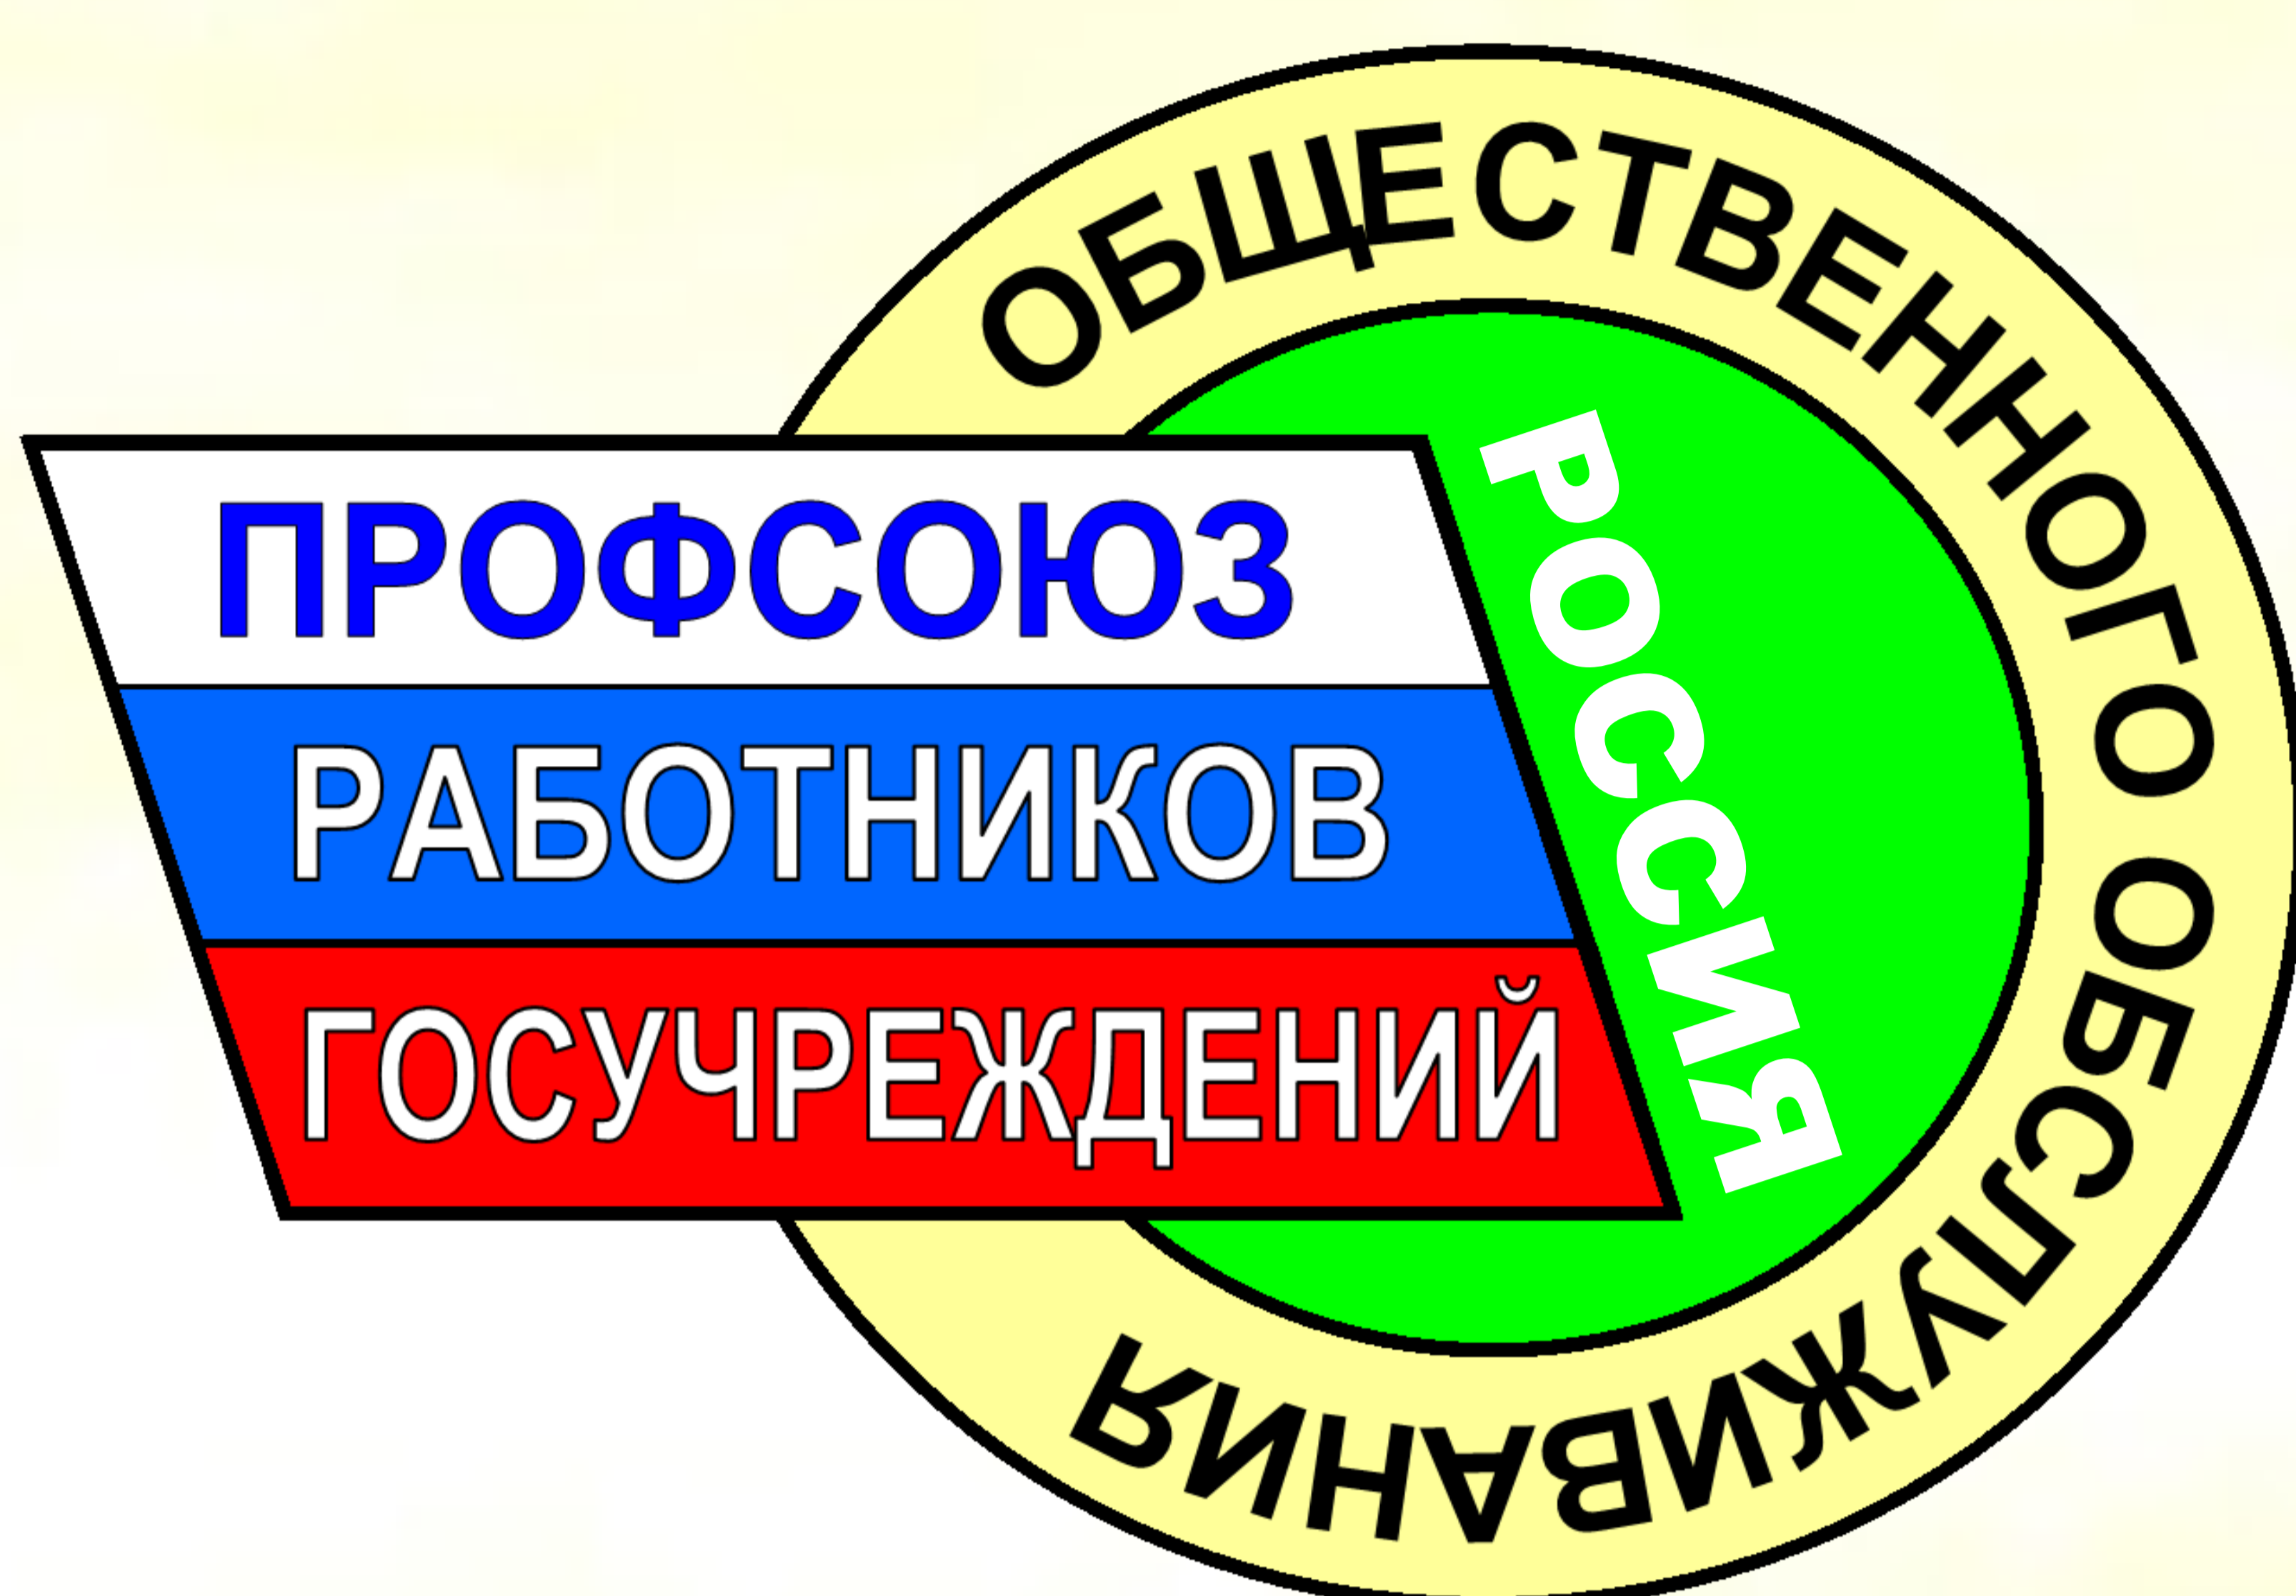 ПРОФСОЮЗ
РАБОТНИКОВ
ГОСУЧРЕЖДЕНИЙ
РОССИЯ
ОБЩЕСТВЕННОГО ОБСЛУЖИВАНИЯ